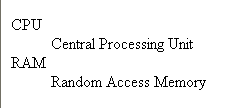 CPU
Central Processing Unit
RAM
Random Access Memory